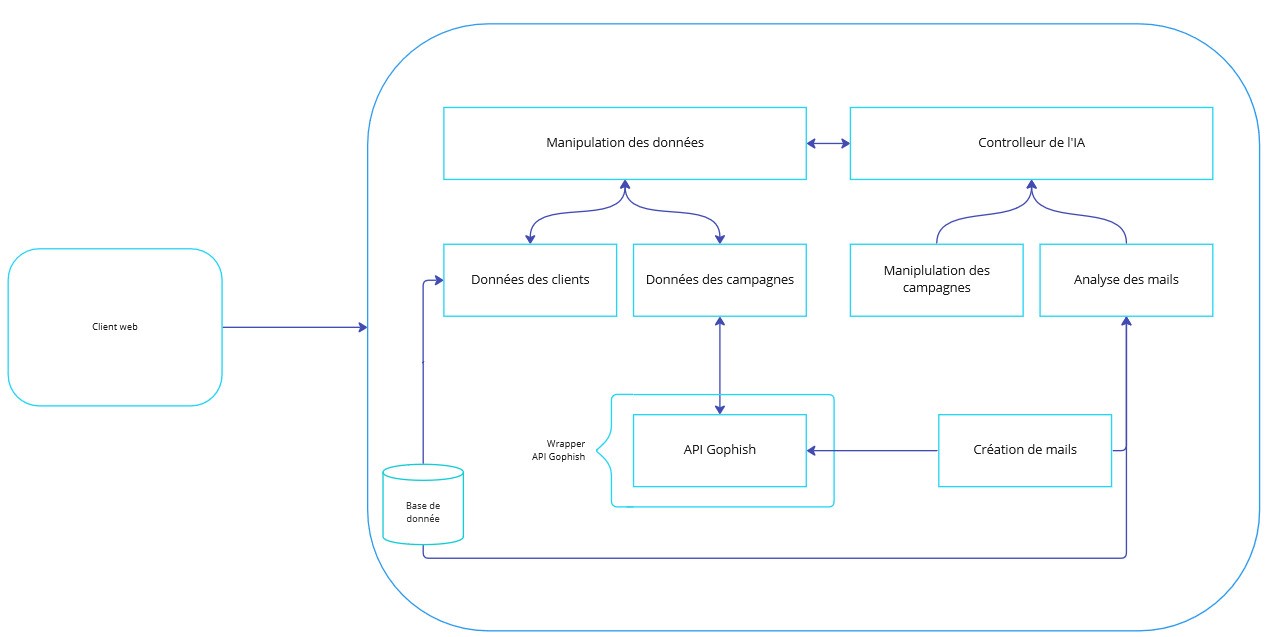 Manipulation des données
Controlleur de l'IA
Données des clients
Données des campagnes
Maniplulation des
campagnes
Analyse des mails
Client web
Wrapper
API Gophish
API Gophish
Création de mails
Base de
donnée